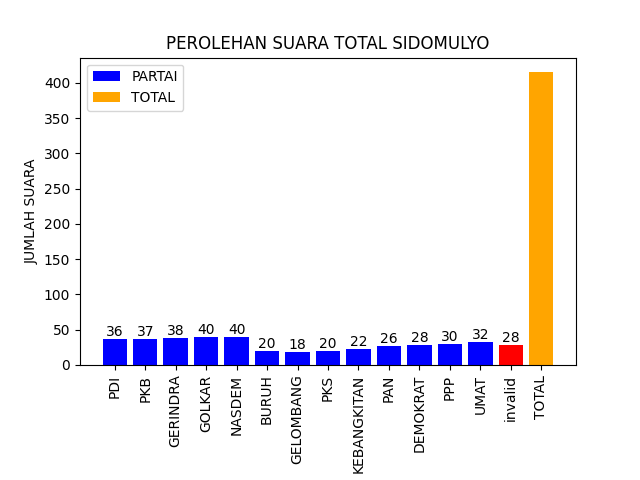 PEROLEHAN SUARA TOTAL SIDOMULYO
PARTAI
TOTAL
JUMLAH SUARA
400
350
300
250
200
150
100
50
0
36 37 38 40 40 20 18 20 22 26 28 30 32 28
PDI
PKB
GERINDRA
GOLKAR
NASDEM
BURUH
GELOMBANG
PKS
KEBANGKITAN
PAN
DEMOKRAT
PPP
UMAT
invalid
TOTAL